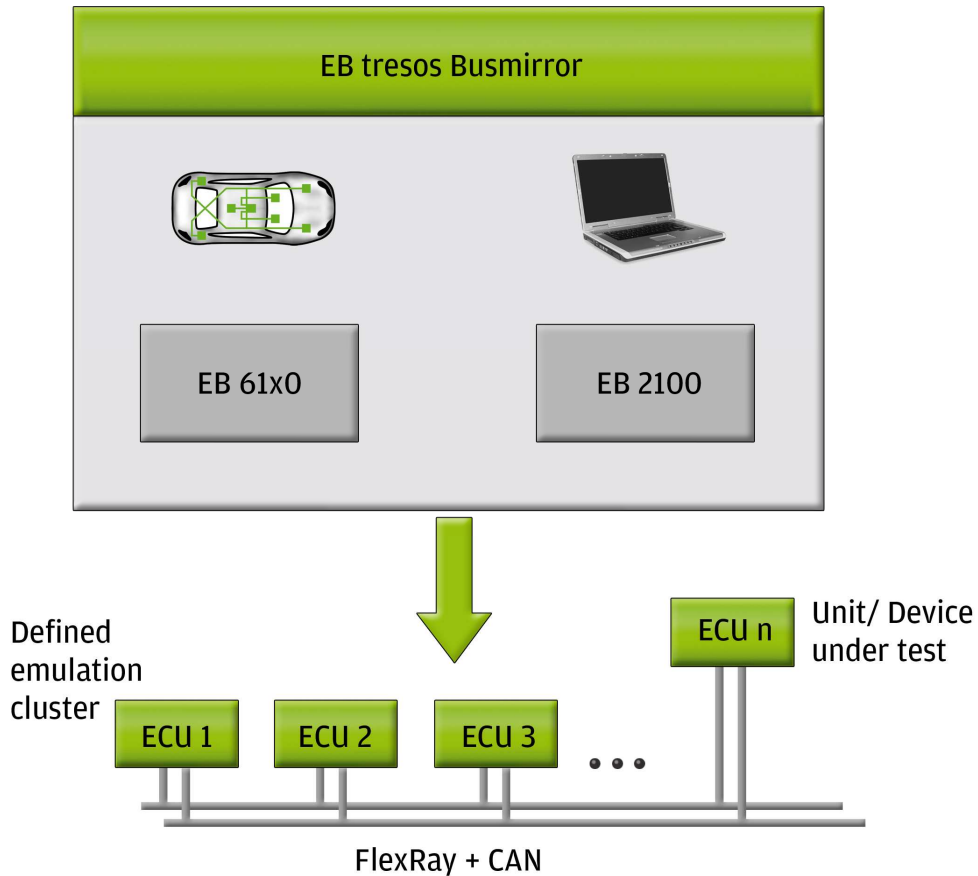 EB tresos Busmirror
EB 61x0
EB 2100
Defined
emulation
cluster
ECU n
Unit/ Device
under test
ECU 1
ECU 2
ECU 3
FlexRay + CAN